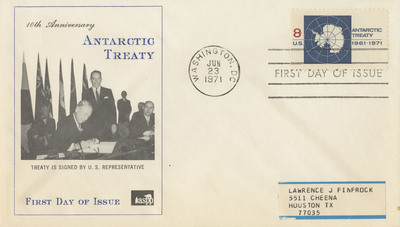 10th Anniversary
ANTARCTIC
TREATY
TREATY IS SIGNED BY U. S. REPRESENTATIVE
FIRST DAY OF ISSUE
WASHINGTON, DC
JUN
23
1971
8
U.S.
ANTARCTIC
TREATY
1961-1971
FIRST DAY OF ISSUE
LAWRENCE J FINFROCK
5511 CHEENA
HOUSTON TX
77035